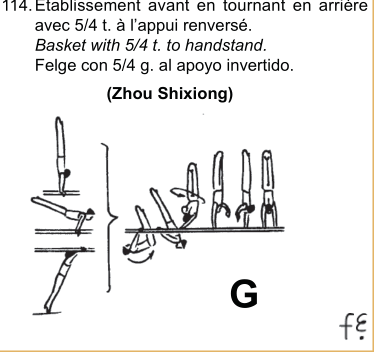 114. Etablissement avant en tournant en arrière
avec 5/4 t. à l'appui renversé.
Basket with 5/4 t. to handstand.
Felge con 5/4 g. al apoyo invertido.
(Zhou Shixiong)
G